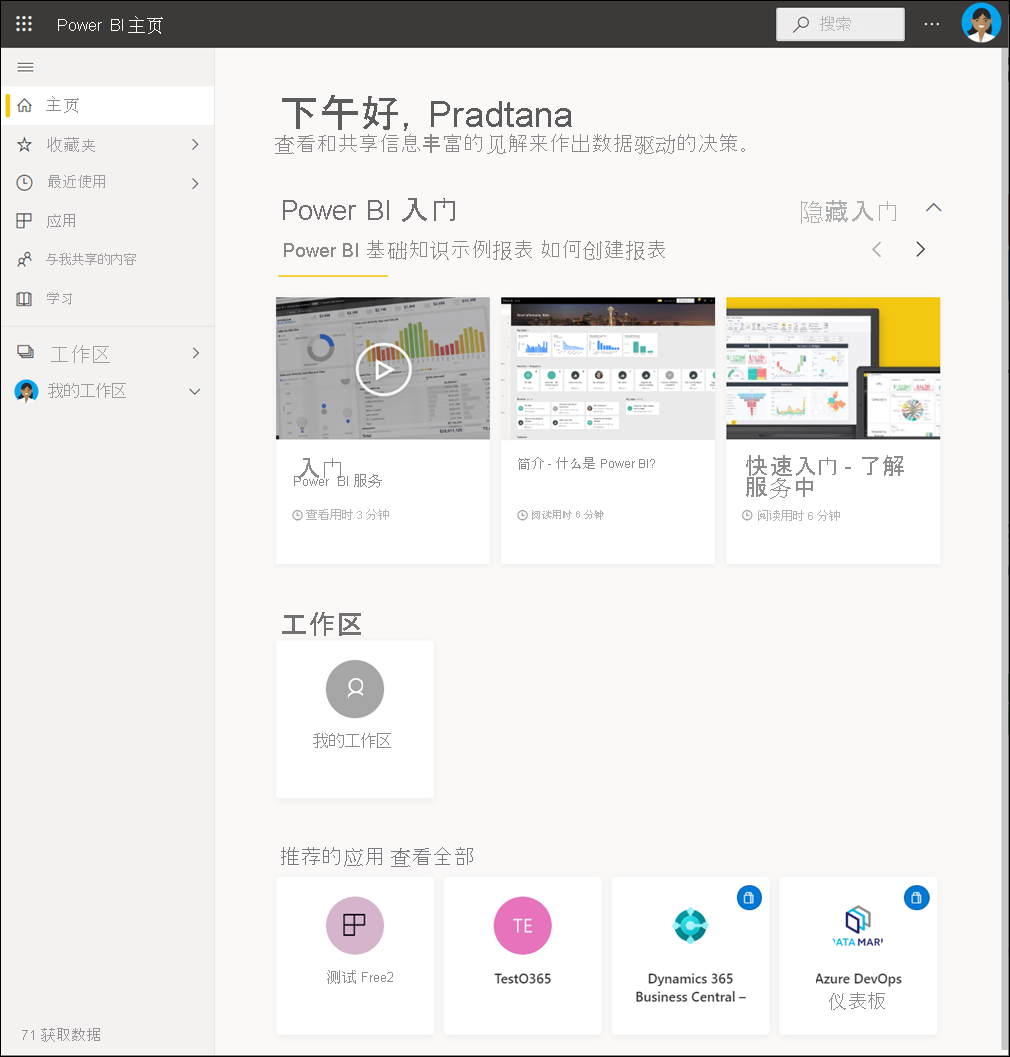 Power BI 主页
搜索
主页
收藏夹
最近使用
应用
与我共享的内容
学习
工作区
我的工作区
71 获取数据
下午好, Pradtana
查看和共享信息丰富的见解来作出数据驱动的决策。
Power BI 入门
隐藏入门
Power BI 基础知识示例报表 如何创建报表
入门
Power BI 服务
查看用时 3 分钟
简介 - 什么是 Power BI?
阅读用时 6 分钟
快速入门 - 了解
服务中
阅读用时 6 分钟
工作区
我的工作区
推荐的应用 查看全部
测试 Free2
TE
TestO365
Dynamics 365
Business Central –
DATA MAR
Azure DevOps
仪表板